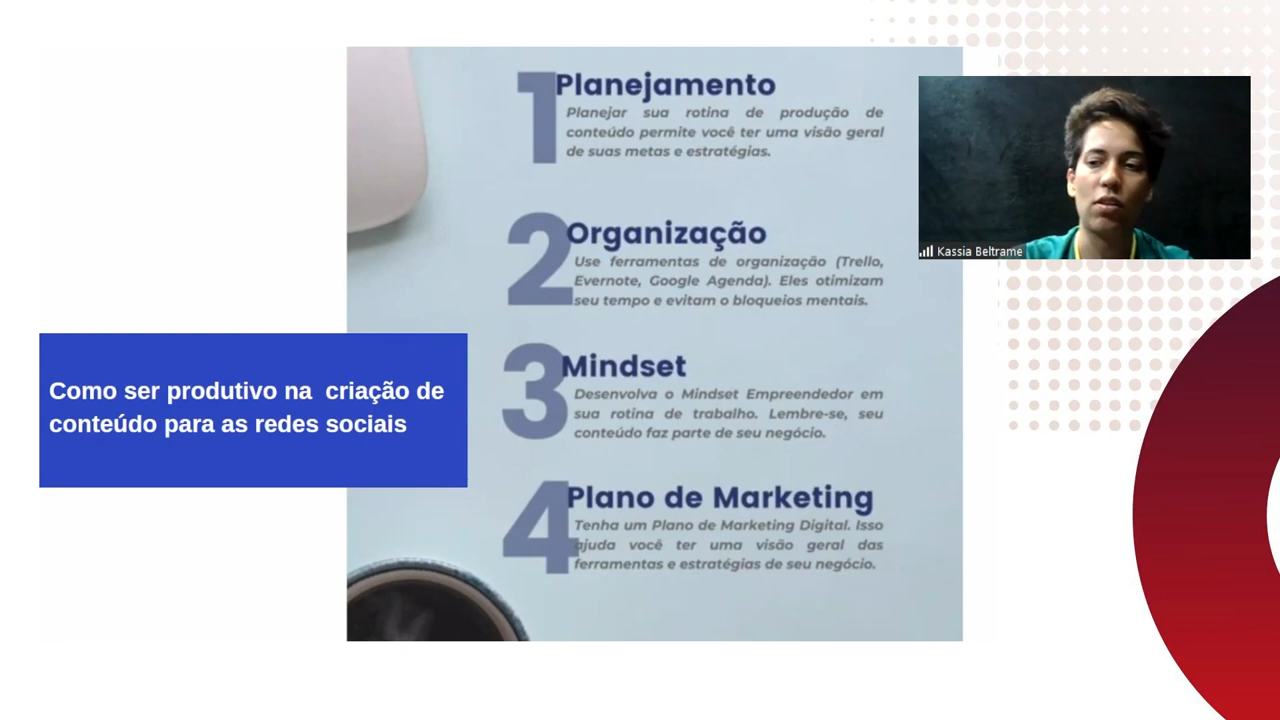 1 Planejamento
Planejar sua rotina de produção de
conteúdo permite você ter uma visão geral
de suas metas e estratégias.
2 Organização
Use ferramentas de organização (Trello,
Evernote, Google Agenda). Eles otimizam
seu tempo e evitam o bloqueios mentais.
3 Mindset
Desenvolva o Mindset Empreendedor em
sua rotina de trabalho. Lembre-se, seu
conteúdo faz parte de seu negócio.
4 Plano de Marketing
Tenha um Plano de Marketing Digital. Isso
ajuda você ter uma visão geral das
ferramentas e estratégias de seu negócio.
Como ser produtivo na criação de
conteúdo para as redes sociais
Kassia Beltrame